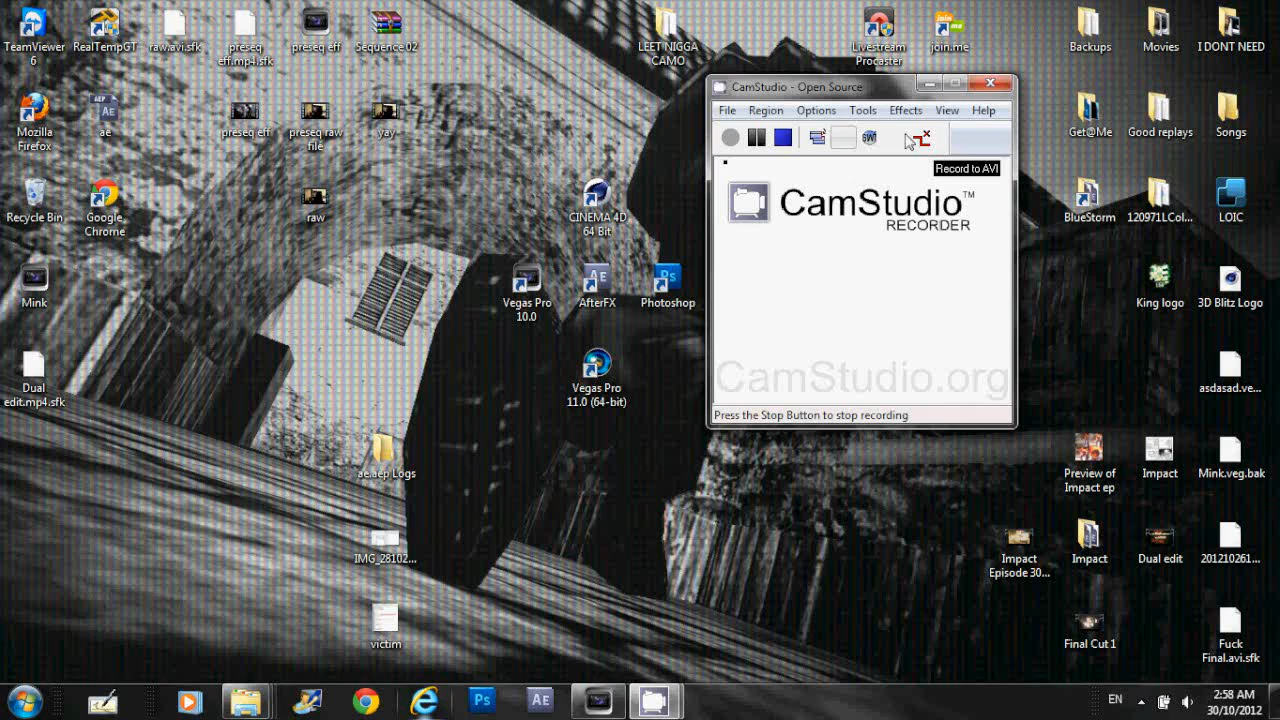 TeamViewer
6
RealTempGT
raw.avi.sfk
preseq
eff.mp4.sfk
preseq eff
Sequence 02
LEET NIGGA
CAMO
Livestream
Procaster
join.me
Backups
Movies
I DONT NEED
Mozilla
Firefox
AEP
Ae
ae
preseq eff
preseq raw
file
yay
Get@Me
Good replays
Songs
Recycle Bin
Google
Chrome
raw
CINEMA 4D
64 Bit
BlueStorm
120971LCol...
LOIC
Mink
Vegas Pro
10.0
AE
AfterFX
Ps
Photoshop
King logo
3D Blitz Logo
Dual
edit.mp4.sfk
Vegas Pro
11.0 (64-bit)
asdasad.ve...
ae.aep Logs
Preview of
Impact ep
Impact
Mink.veg.bak
IMG_28102...
Impact
Episode 30...
Impact
Dual edit
201210261...
victim
Final Cut 1
Fuck
Final.avi.sfk
CamStudio - Open Source
File Region Options Tools Effects View Help
SWF
Record to AVI
CamStudio™
RECORDER
CamStudio.org
Press the Stop Button to stop recording
Ps
AE
EN
2:58 AM
30/10/2012